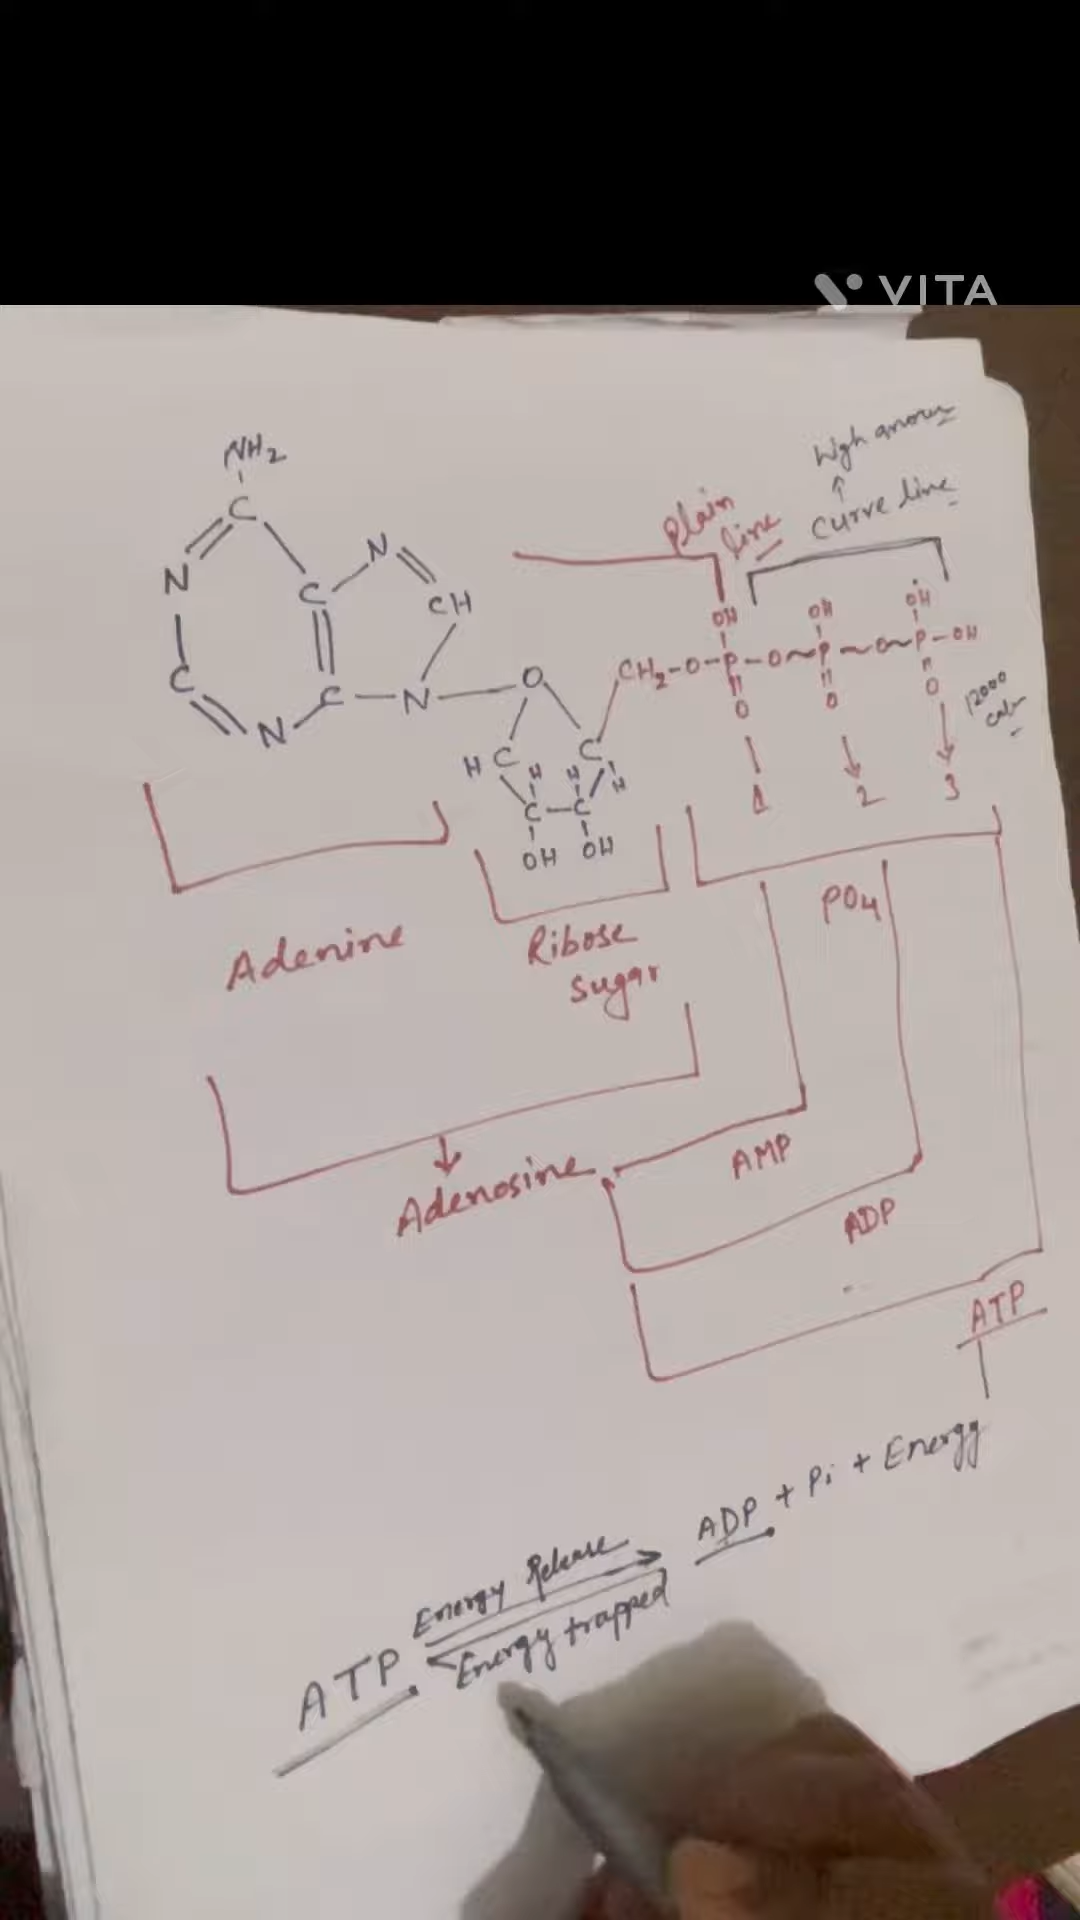 VITA
High amoun
curve line
Plain
line
NH2
C
N
N
C
CH
C
N
C
N
O
CH2-O-P-O~P~O~P-OH
OH
OH
OH
O
O
O
12000
cal
H C
C H
H H
C-C
OH OH
1
2
3
PO4
Adenine
Ribose
sugar
Adenosine
AMP
ADP
ATP
ATP
Energy Release
Energy trapped
ADP + Pi + Energy